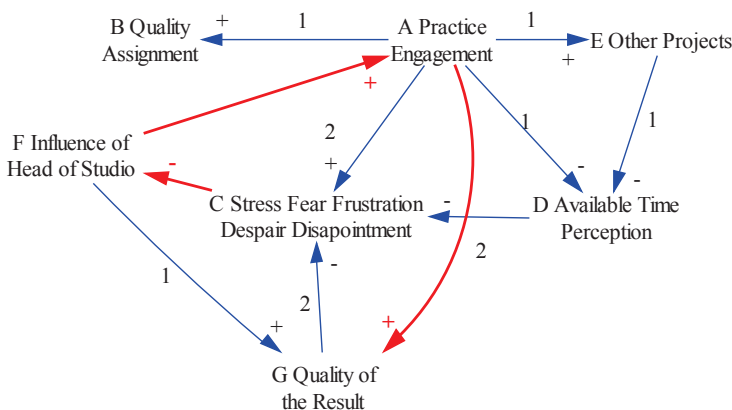 B Quality
Assignment
+
1
A Practice
Engagement
1
+
E Other Projects
+
F Influence of
Head of Studio
2
+
1
-
1
-
-
C Stress Fear Frustration
Despair Disapointment
-
D Available Time
Perception
1
-
2
2
+
+
G Quality of
the Result